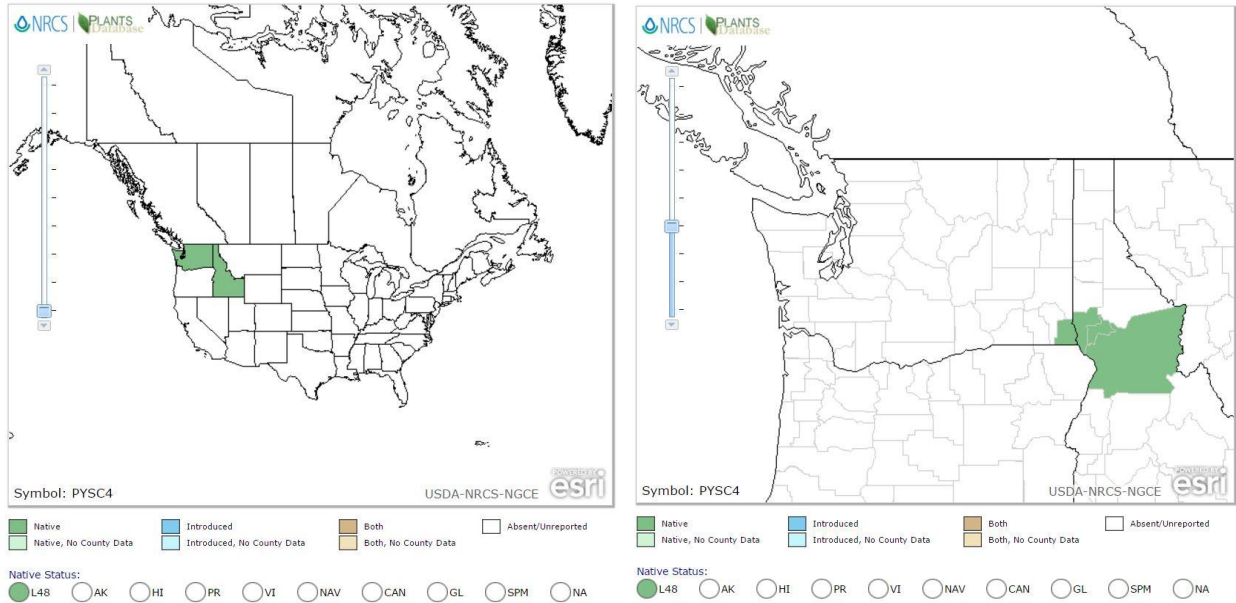 NRCS PLANTS Database
Symbol: PYSC4
USDA-NRCS-NGCE
POWERED BY esri
Native Introduced Both Absent/Unreported
Native, No County Data Introduced, No County Data Both, No County Data
Native Status:
L48 AK HI PR VI NAV CAN GL SPM NA
NRCS PLANTS Database
Symbol: PYSC4
USDA-NRCS-NGCE
POWERED BY esri
Native Introduced Both Absent/Unreported
Native, No County Data Introduced, No County Data Both, No County Data
Native Status:
L48 AK HI PR VI NAV CAN GL SPM NA